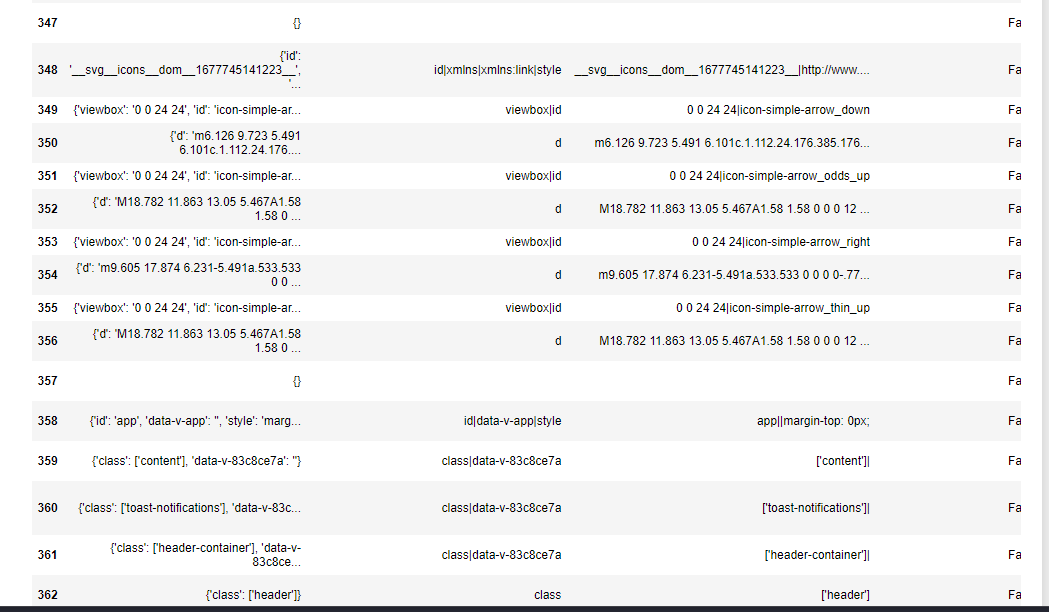 347 {} Fa
{'id':
348 '__svg__icons__dom__1677745141223__', id|xmlns|xmlns:link|style __svg__icons__dom__1677745141223__|http://www.... Fa
'...
349 {'viewbox': '0 0 24 24', 'id': 'icon-simple-ar... viewbox|id 0 0 24 24|icon-simple-arrow_down Fa
{'d': 'm6.126 9.723 5.491
350 d m6.126 9.723 5.491 6.101c.1.112.24.176.385.176... Fa
6.101c.1.112.24.176....
351 {'viewbox': '0 0 24 24', 'id': 'icon-simple-ar... viewbox|id 0 0 24 24|icon-simple-arrow_odds_up Fa
{'d': 'M18.782 11.863 13.05 5.467A1.58
352 d M18.782 11.863 13.05 5.467A1.58 1.58 0 0 0 12 ... Fa
1.58 0 ...
353 {'viewbox': '0 0 24 24', 'id': 'icon-simple-ar... viewbox|id 0 0 24 24|icon-simple-arrow_right Fa
{'d': 'm9.605 17.874 6.231-5.491a.533.533
354 d m9.605 17.874 6.231-5.491a.533.533 0 0 0 0-.77... Fa
0 0 ...
355 {'viewbox': '0 0 24 24', 'id': 'icon-simple-ar... viewbox|id 0 0 24 24|icon-simple-arrow_thin_up Fa
{'d': 'M18.782 11.863 13.05 5.467A1.58
356 d M18.782 11.863 13.05 5.467A1.58 1.58 0 0 0 12 ... Fa
1.58 0 ...
357 {} Fa
358 {'id': 'app', 'data-v-app': '', 'style': 'marg... id|data-v-app|style app||margin-top: 0px; Fa
359 {'class': ['content'], 'data-v-83c8ce7a': ''} class|data-v-83c8ce7a ['content']| Fa
360 {'class': ['toast-notifications'], 'data-v-83c... class|data-v-83c8ce7a ['toast-notifications']| Fa
{'class': ['header-container'], 'data-v-
361 class|data-v-83c8ce7a ['header-container']| Fa
83c8ce...
362 {'class': ['header']} class ['header'] Fa